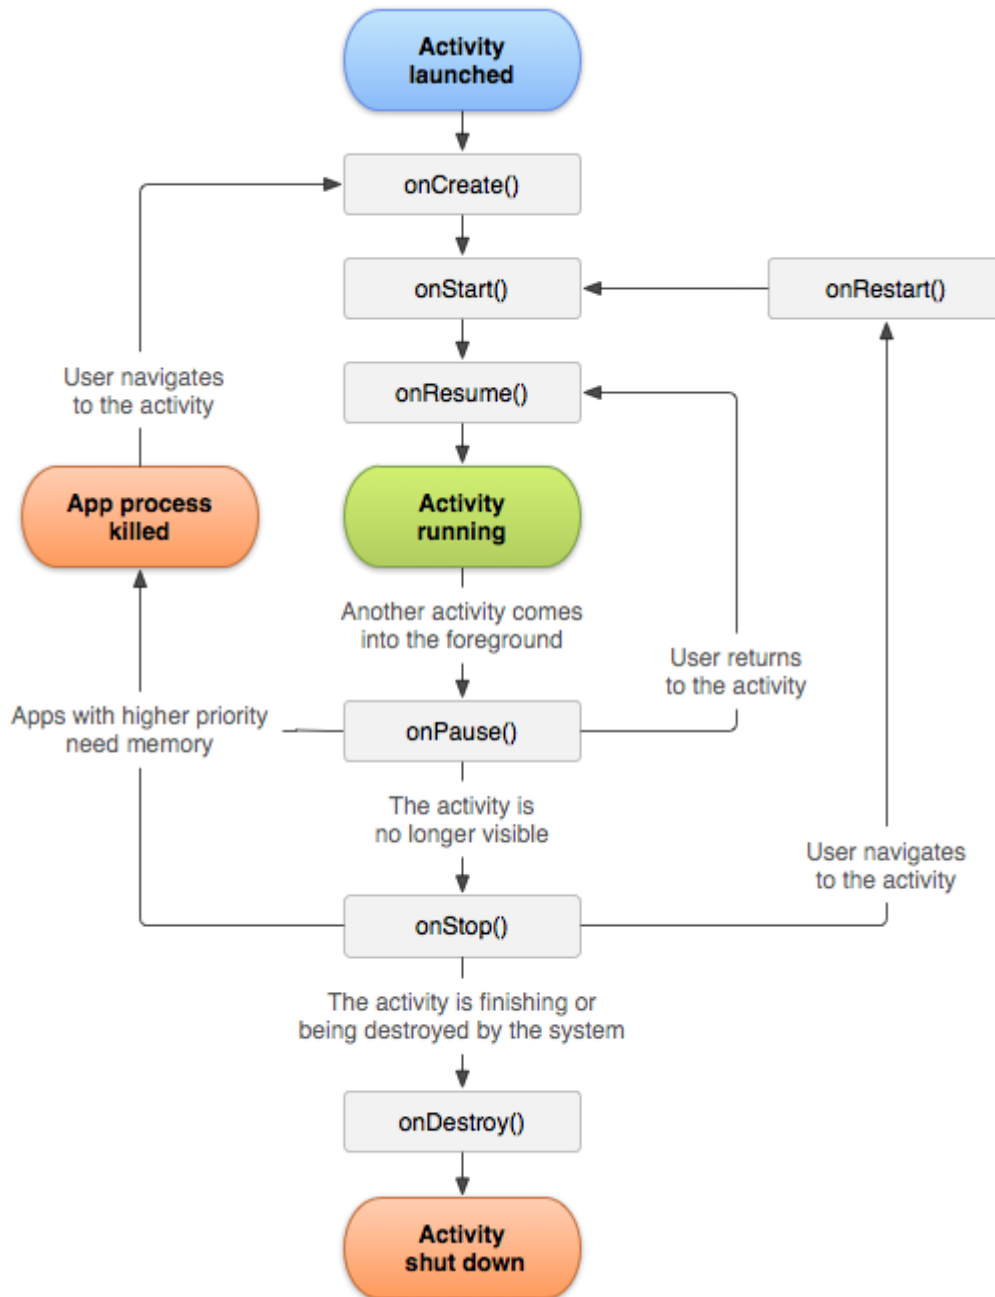 Activity
launched
onCreate()
onStart()
onRestart()
onResume()
User navigates
to the activity
App process
killed
Activity
running
Another activity comes
into the foreground
User returns
to the activity
Apps with higher priority
need memory
onPause()
The activity is
no longer visible
User navigates
to the activity
onStop()
The activity is finishing or
being destroyed by the system
onDestroy()
Activity
shut down